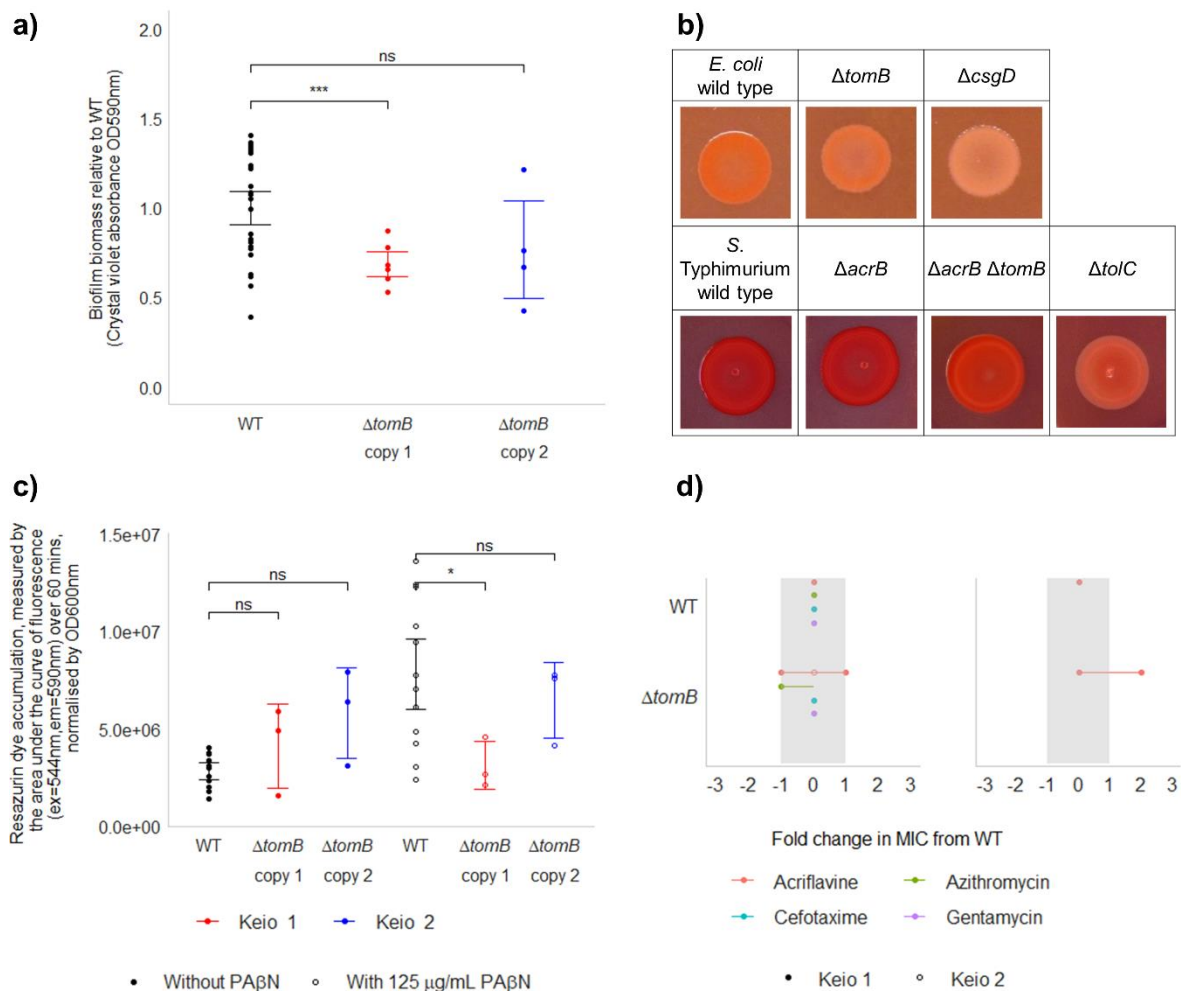 a)
2.0
1.5
1.0
0.5
0.0
Biofilm biomass relative to WT
(Crystal violet absorbance OD590nm)
ns
***
WT
ΔtomB
copy 1
ΔtomB
copy 2
b)
E. coli
wild type
ΔtomB
ΔcsgD
S.
Typhimurium
wild type
ΔacrB
ΔacrB ΔtomB
ΔtolC
c)
Resazurin dye accumulation, measured by
the area under the curve of fluorescence
(ex=544nm,em=590nm) over 60 mins,
normalised by OD600nm
1.5e+07
1.0e+07
5.0e+06
0.0e+00
ns
ns
ns
*
WT
ΔtomB
copy 1
ΔtomB
copy 2
WT
ΔtomB
copy 1
ΔtomB
copy 2
Keio 1
Keio 2
Without PAβN
With 125 µg/mL PAβN
d)
WT
ΔtomB
-3 -2 -1 0 1 2 3
-3 -2 -1 0 1 2 3
Fold change in MIC from WT
Acriflavine
Azithromycin
Cefotaxime
Gentamycin
Keio 1
Keio 2